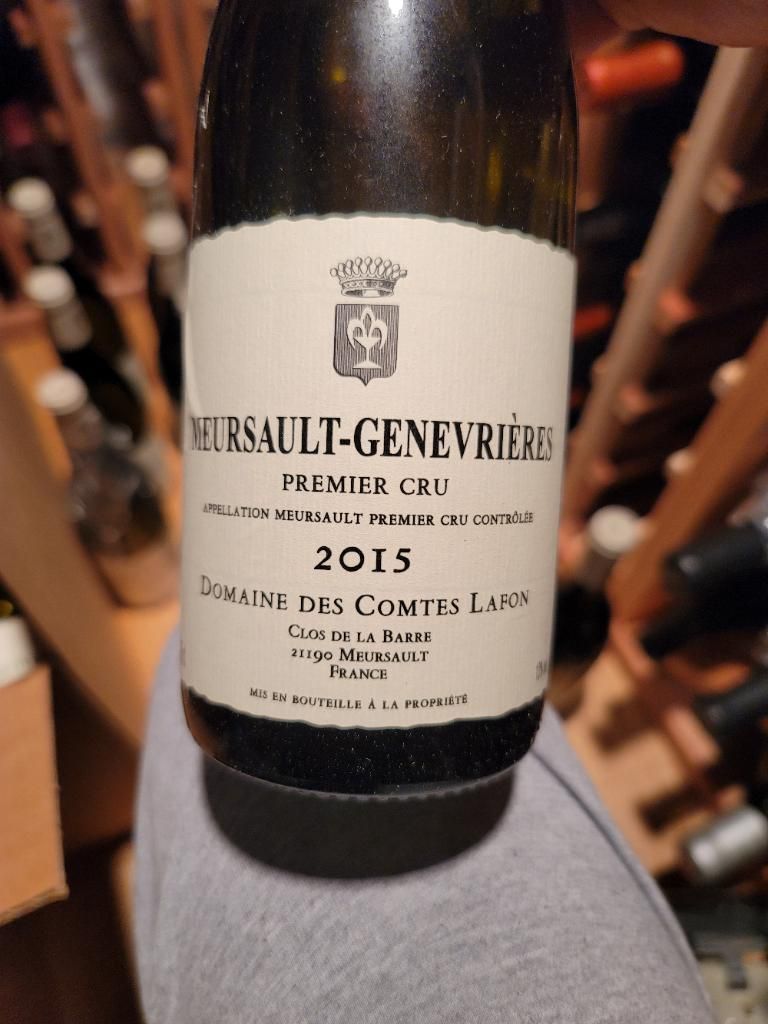 MEURSAULT-GENEVRIÈRES
PREMIER CRU
APPELLATION MEURSAULT PREMIER CRU CONTRÔLÉE
2015
DOMAINE DES COMTES LAFON
CLOS DE LA BARRE
21190 MEURSAULT
FRANCE
MIS EN BOUTEILLE À LA PROPRIÉTÉ